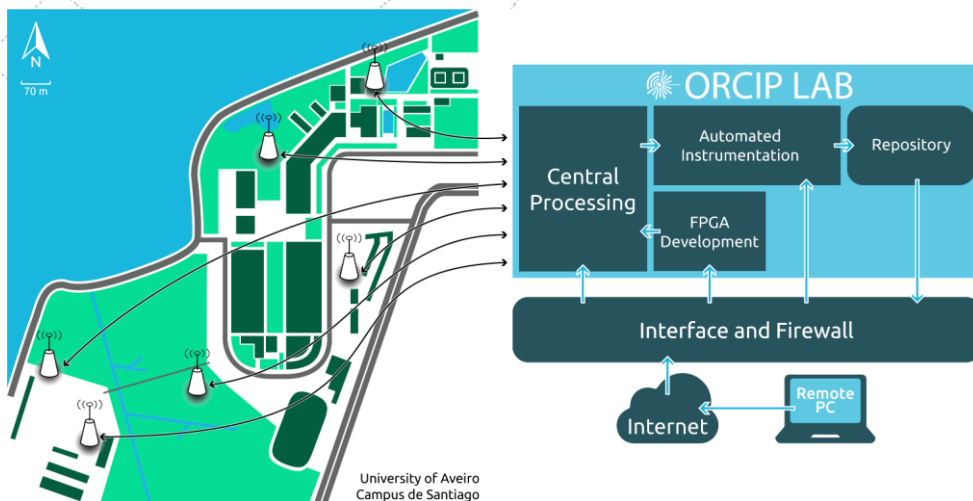 N
70 m
University of Aveiro
Campus de Santiago
ORCIP LAB
Central
Processing
Automated
Instrumentation
Repository
FPGA
Development
Interface and Firewall
Internet
Remote
PC